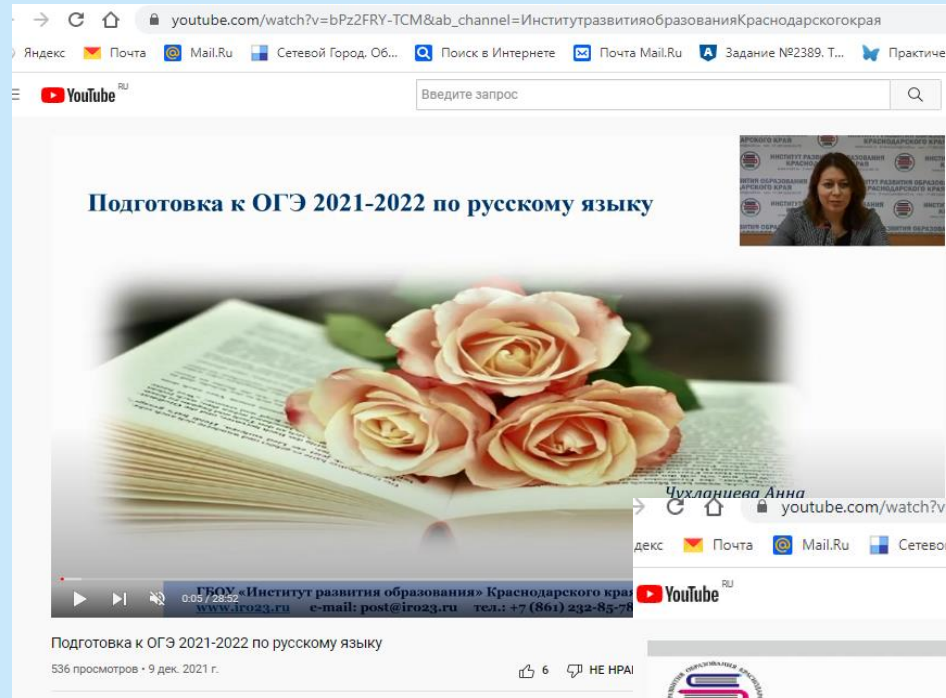 youtube.com/watch?v=bPz2FRY-TCM&ab_channel=ИнститутразвитияобразованияКраснодарскогокрая
Яндекс Почта Mail.Ru Сетевой Город. Об... Поиск в Интернете Почта Mail.Ru Задание №2389. Т... Практиче
YouTube RU
Введите запрос
Подготовка к ОГЭ 2021-2022 по русскому языку
Чухланцева Анна
ГБОУ «Институт развития образования» Краснодарского края
0:05 / 28:52
www.iro23.ru e-mail: post@iro23.ru тел.: +7 (861) 232-85-78
Подготовка к ОГЭ 2021-2022 по русскому языку
536 просмотров • 9 дек. 2021 г.
6 НЕ НРА
youtube.com/watch?v
декс Почта Mail.Ru Сетево
YouTube RU